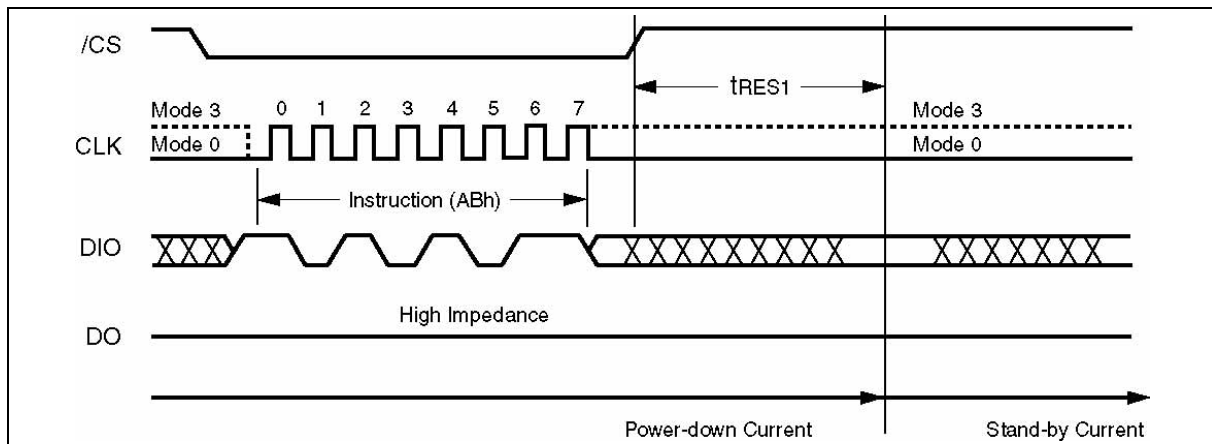 /CS
tRES1
Mode 3 0 1 2 3 4 5 6 7 Mode 3
CLK Mode 0 Mode 0
Instruction (ABh)
DIO
High Impedance
DO
Power-down Current Stand-by Current